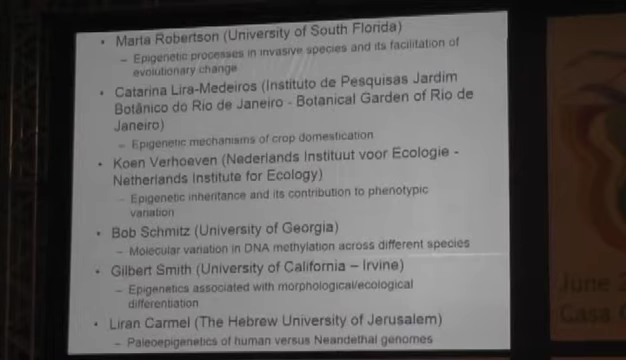 • Marta Robertson (University of South Florida)
– Epigenetic processes in invasive species and its facilitation of
evolutionary change
• Catarina Lira-Medeiros (Instituto de Pesquisas Jardim
Botânico do Rio de Janeiro - Botanical Garden of Rio de
Janeiro)
– Epigenetic mechanisms of crop domestication
• Koen Verhoeven (Nederlands Instituut voor Ecologie -
Netherlands Institute for Ecology)
– Epigenetic inheritance and its contribution to phenotypic
variation
• Bob Schmitz (University of Georgia)
– Molecular variation in DNA methylation across different species
• Gilbert Smith (University of California – Irvine)
– Epigenetics associated with morphological/ecological
differentiation
• Liran Carmel (The Hebrew University of Jerusalem)
– Paleoepigenetics of human versus Neandethal genomes
June
Casa